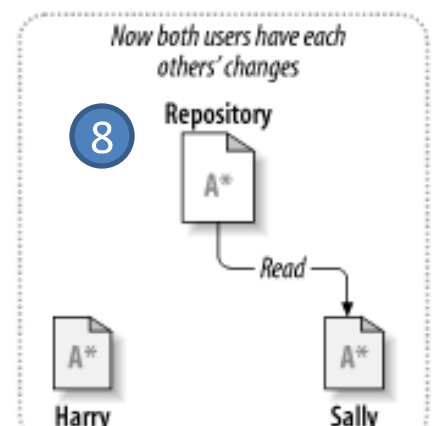 Now both users have each
others' changes
8
Repository
A*
Read
A*
A*
Harry
Sally